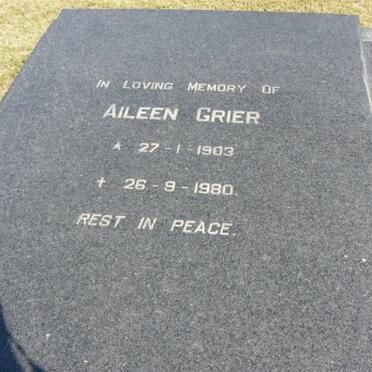 In Loving Memory Of
Aileen Grier
* 27-1-1903
+ 26-9-1980.
Rest in Peace.